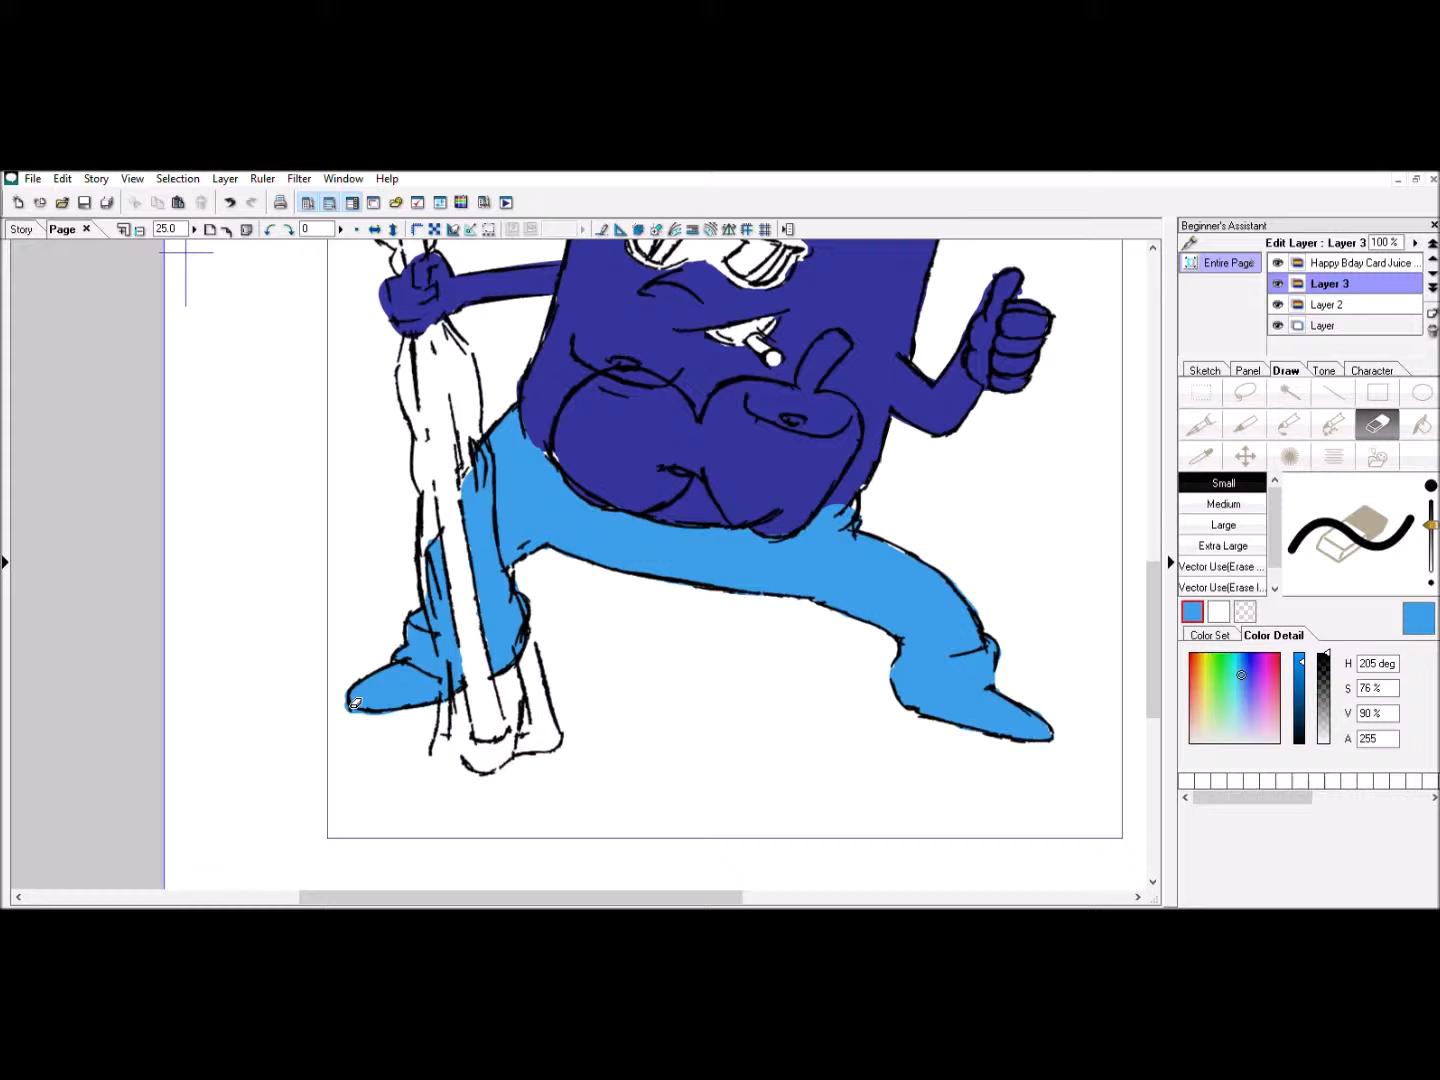 File Edit Story View Selection Layer Ruler Filter Window Help
Story Page 25.0 0
Beginner's Assistant
Edit Layer : Layer 3 100 %
Entire Page
Happy Bday Card Juice ...
Layer 3
Layer 2
Layer
Sketch Panel Draw Tone Character
Small
Medium
Large
Extra Large
Vector Use(Erase ...
Vector Use(Erase I...
Color Set Color Detail
H 205 deg
S 76 %
V 90 %
A 255